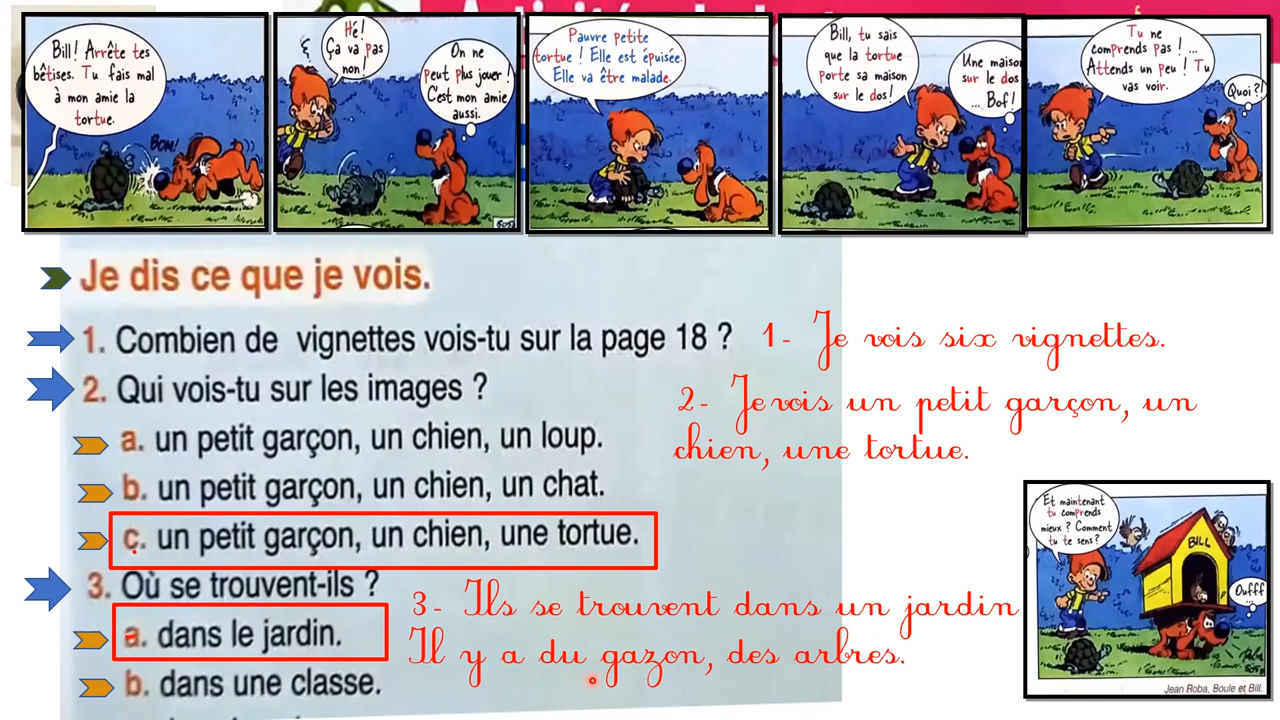 Bill! Arrête tes
bêtises. Tu fais mal
à mon amie la
tortue.
BOM!
Hé!
Ça va pas
non!
On ne
peut plus jouer!
C'est mon amie
aussi.
Pauvre petite
tortue! Elle est épuisée.
Elle va être malade.
Bill, tu sais
que la tortue
porte sa maison
sur le dos!
Une maison
sur le dos
... Bof!
Tu ne
comprends pas! ...
Attends un peu! Tu
vas voir.
Quoi?!
Je dis ce que je vois.
1. Combien de vignettes vois-tu sur la page 18 ?
1- Je vois six vignettes.
2. Qui vois-tu sur les images ?
2- Je vois un petit garçon, un
chien, une tortue.
a. un petit garçon, un chien, un loup.
b. un petit garçon, un chien, un chat.
c. un petit garçon, un chien, une tortue.
3. Où se trouvent-ils ?
3- Ils se trouvent dans un jardin
Il y a du gazon, des arbres.
a. dans le jardin.
b. dans une classe.
Et maintenant
tu comprends
mieux ? Comment
tu te sens ?
BILL
Oufff
Jean Roba, Boule et Bill.